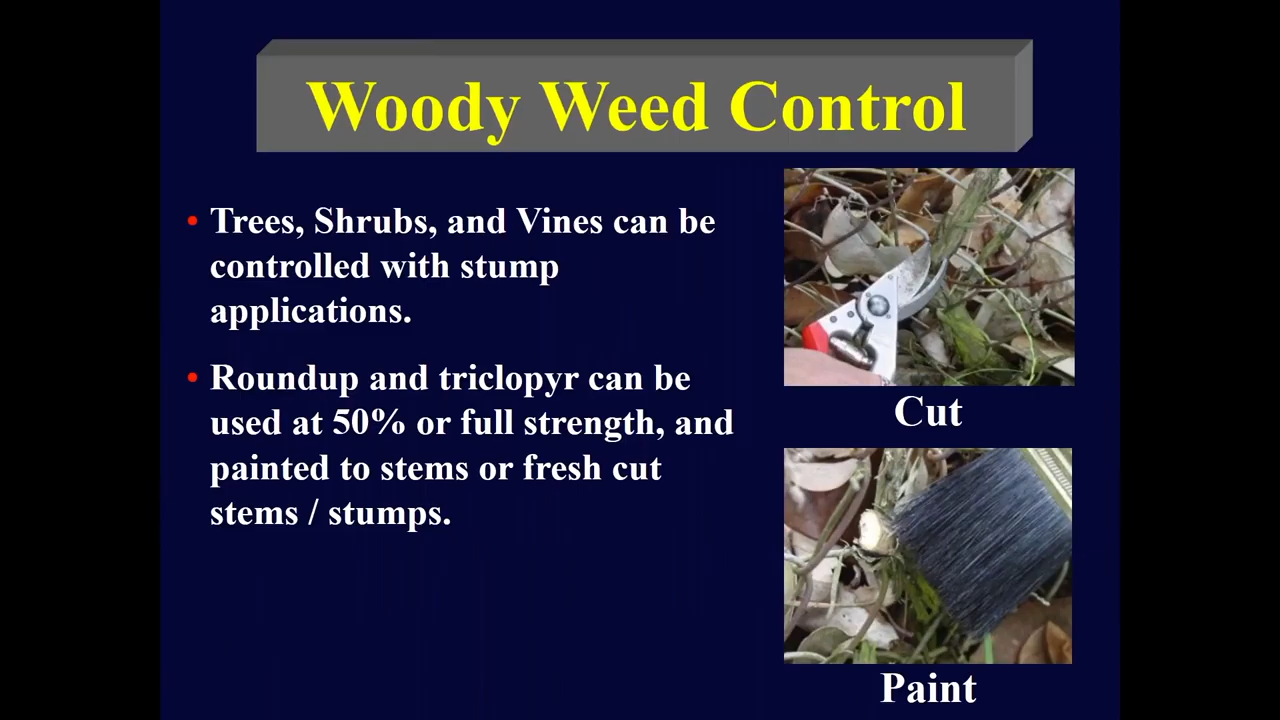 Woody Weed Control
• Trees, Shrubs, and Vines can be
controlled with stump
applications.
• Roundup and triclopyr can be
used at 50% or full strength, and
painted to stems or fresh cut
stems / stumps.
Cut
Paint